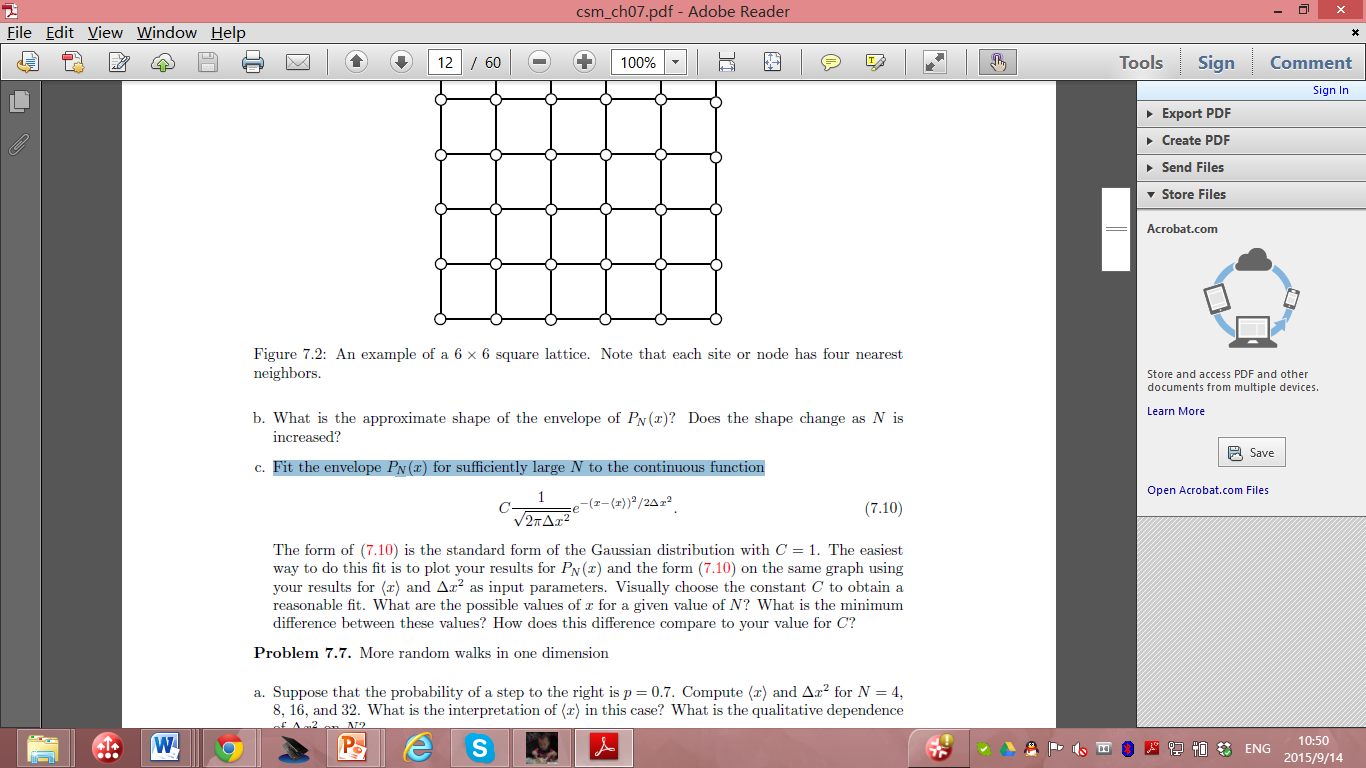 csm_ch07.pdf - Adobe Reader
File Edit View Window Help
12 / 60 100% Tools Sign Comment
Sign In
Export PDF
Create PDF
Send Files
Store Files
Acrobat.com
Store and access PDF and other
documents from multiple devices.
Learn More
Save
Open Acrobat.com Files
Figure 7.2: An example of a 6 × 6 square lattice. Note that each site or node has four nearest
neighbors.
b. What is the approximate shape of the envelope of P_N(x)? Does the shape change as N is
increased?
c. Fit the envelope P_N(x) for sufficiently large N to the continuous function
C 1/√(2πΔx²) e^(−(x−⟨x⟩)²/2Δx²). (7.10)
The form of (7.10) is the standard form of the Gaussian distribution with C = 1. The easiest
way to do this fit is to plot your results for P_N(x) and the form (7.10) on the same graph using
your results for ⟨x⟩ and Δx² as input parameters. Visually choose the constant C to obtain a
reasonable fit. What are the possible values of x for a given value of N? What is the minimum
difference between these values? How does this difference compare to your value for C?
Problem 7.7. More random walks in one dimension
a. Suppose that the probability of a step to the right is p = 0.7. Compute ⟨x⟩ and Δx² for N = 4,
8, 16, and 32. What is the interpretation of ⟨x⟩ in this case? What is the qualitative dependence
of Δx² on N?
ENG
10:50
2015/9/14